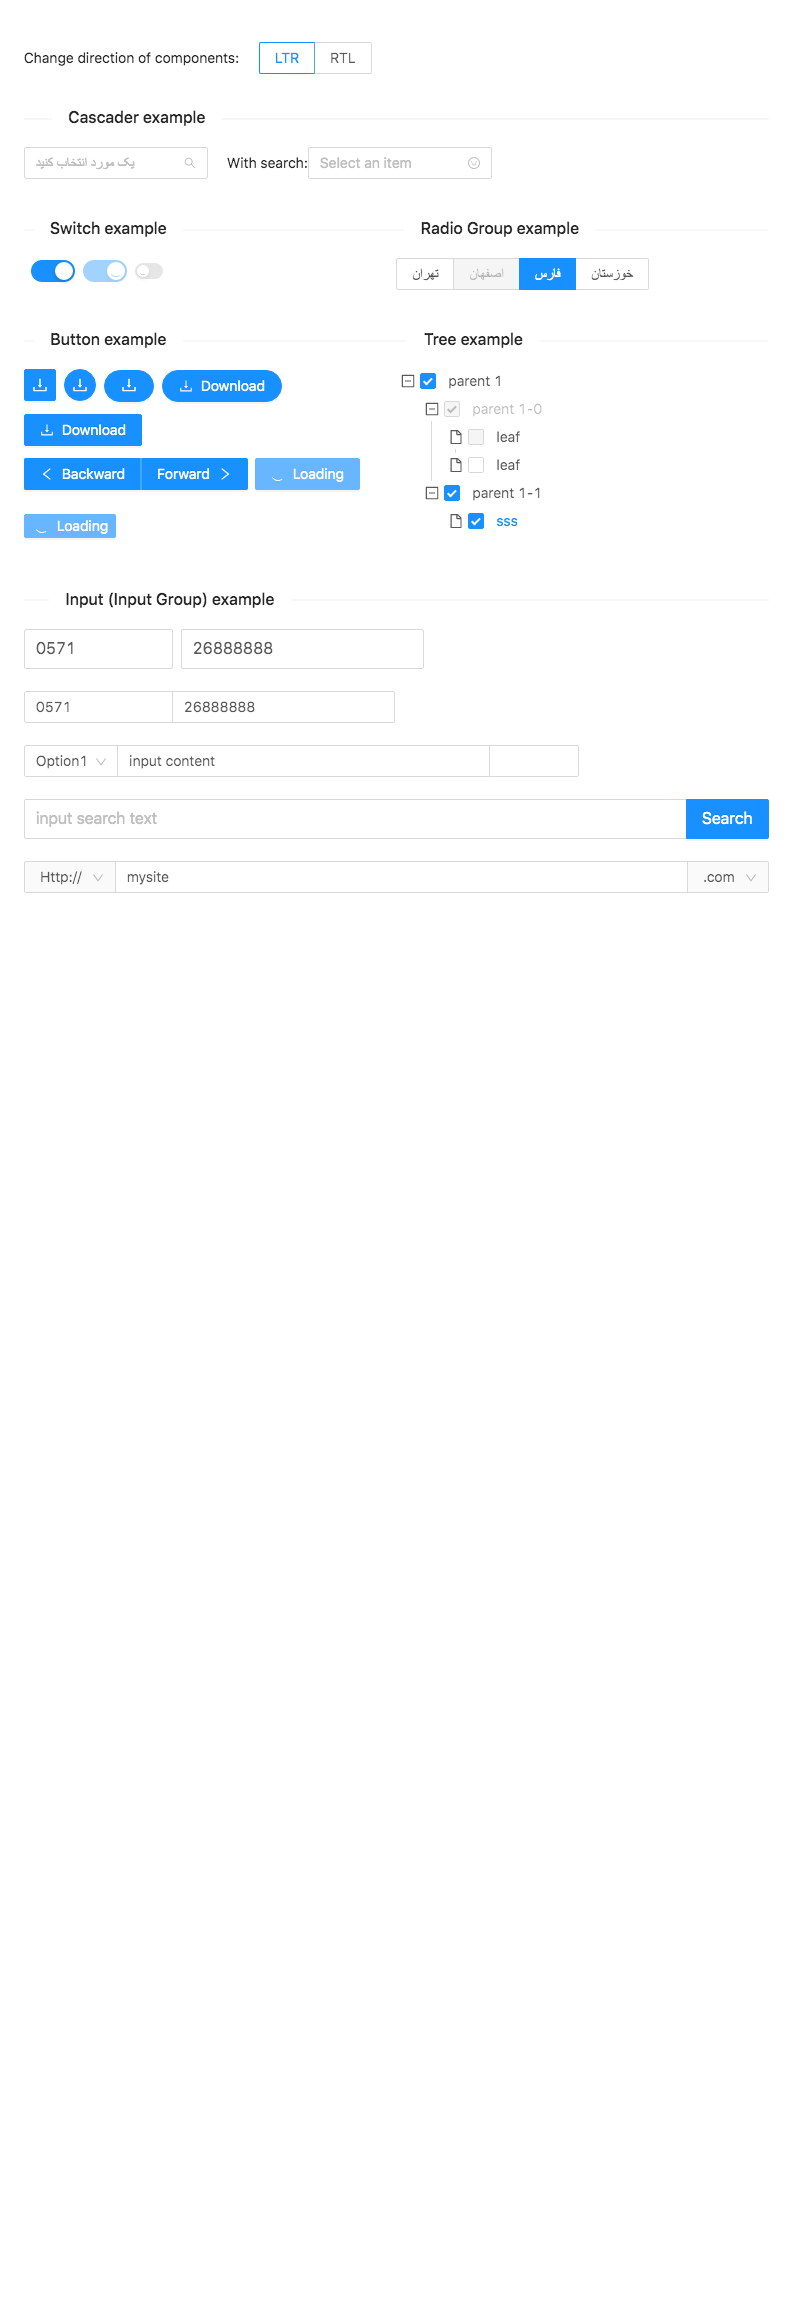 Change direction of components: LTR RTL
Cascader example
یک مورد انتخاب کنید With search: Select an item
Switch example
Radio Group example
تهران اصفهان فارس خوزستان
Button example
Download
Download
Backward Forward Loading
Loading
Tree example
parent 1
parent 1-0
leaf
leaf
parent 1-1
sss
Input (Input Group) example
0571 26888888
0571 26888888
Option1 input content
input search text Search
Http:// mysite .com